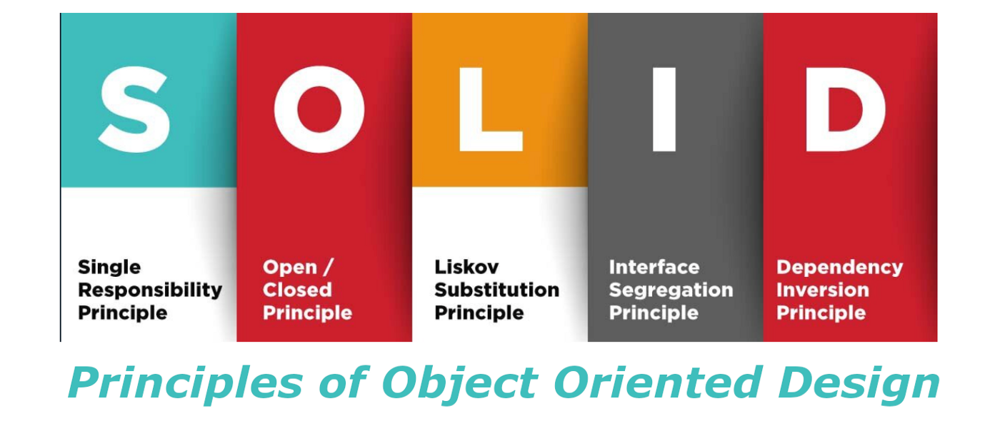 S O L I D
Single
Responsibility
Principle
Open /
Closed
Principle
Liskov
Substitution
Principle
Interface
Segregation
Principle
Dependency
Inversion
Principle
Principles of Object Oriented Design